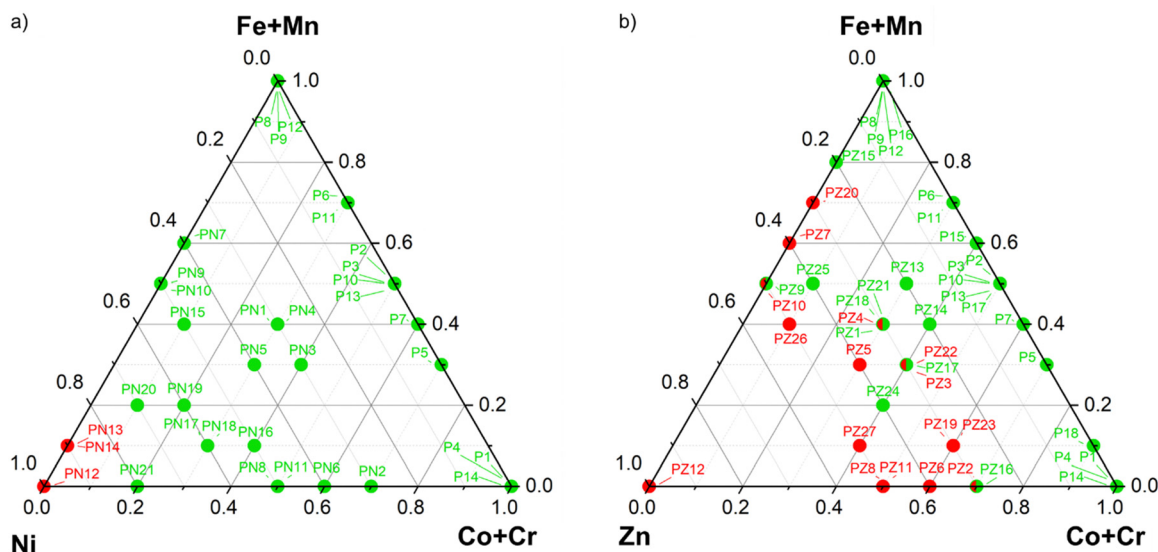 a)
Fe+Mn
0.0
1.0
P8
P12
P9
0.2
0.8
P6
P11
0.4
PN7
0.6
P2
P3
P10
P13
PN9
PN10
0.6
PN15
PN1
PN4
P7
0.4
PN5
PN3
P5
0.8
PN20
PN19
0.2
PN17
PN18
PN16
PN13
PN14
P4
P1
1.0
PN12
PN21
PN8
PN11
PN6
PN2
P14
0.0
0.0
0.2
0.4
0.6
0.8
1.0
Ni
Co+Cr
b)
Fe+Mn
0.0
1.0
P8
P16
P9
P12
0.2
PZ15
0.8
PZ20
P6
P11
0.4
PZ7
P15
0.6
P2
PZ25
PZ13
P3
P10
PZ9
PZ21
P13
PZ10
PZ18
P17
0.6
PZ4
PZ14
P7
0.4
PZ1
PZ26
PZ5
PZ22
PZ17
PZ3
P5
0.8
PZ24
0.2
PZ27
PZ19
PZ23
P18
P1
P4
1.0
PZ12
PZ8
PZ11
PZ6
PZ2
PZ16
P14
0.0
0.0
0.2
0.4
0.6
0.8
1.0
Zn
Co+Cr